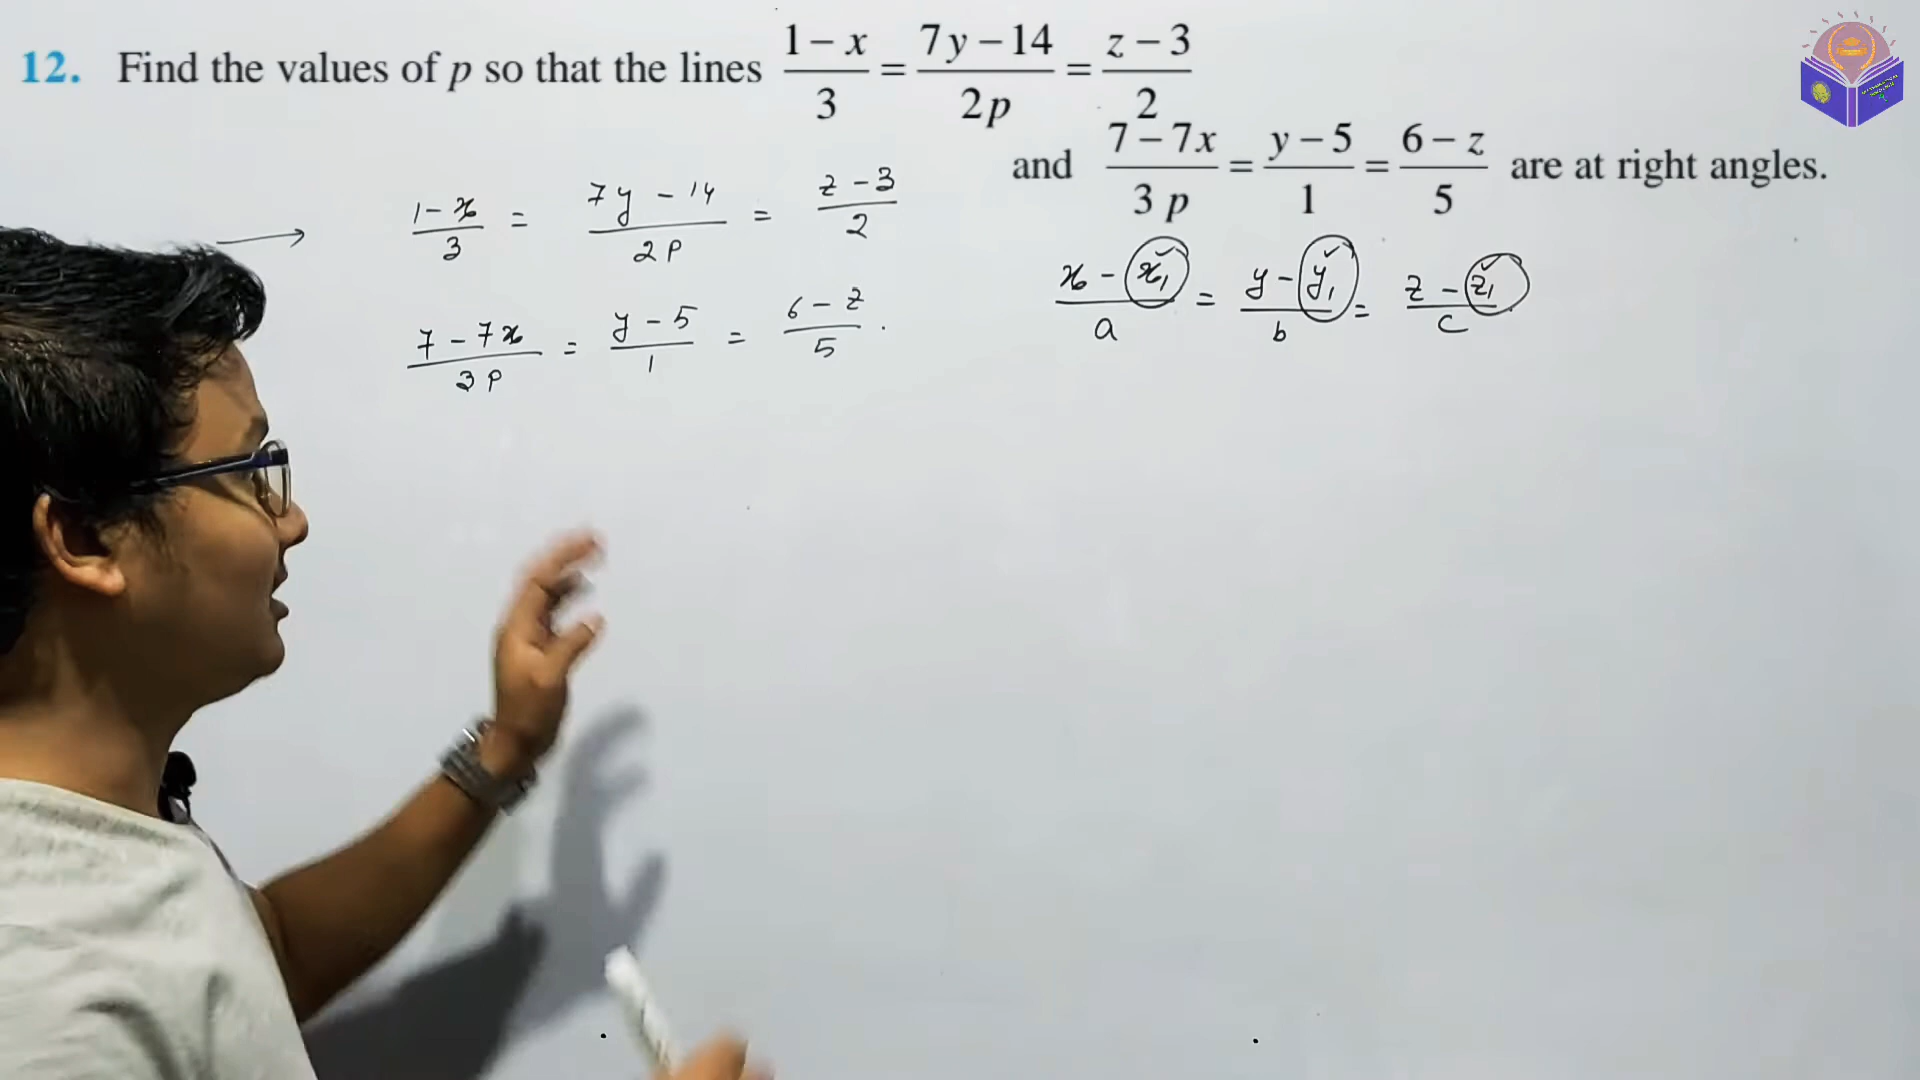 12. Find the values of p so that the lines (1 − x)/3 = (7y − 14)/2p = (z − 3)/2
and (7 − 7x)/3p = (y − 5)/1 = (6 − z)/5 are at right angles.
(1 − x)/3 = (7y − 14)/2P = (z − 3)/2
(7 − 7x)/3P = (y − 5)/1 = (6 − z)/5 .
(x − x₁)/a = (y − y₁)/b = (z − z₁)/c